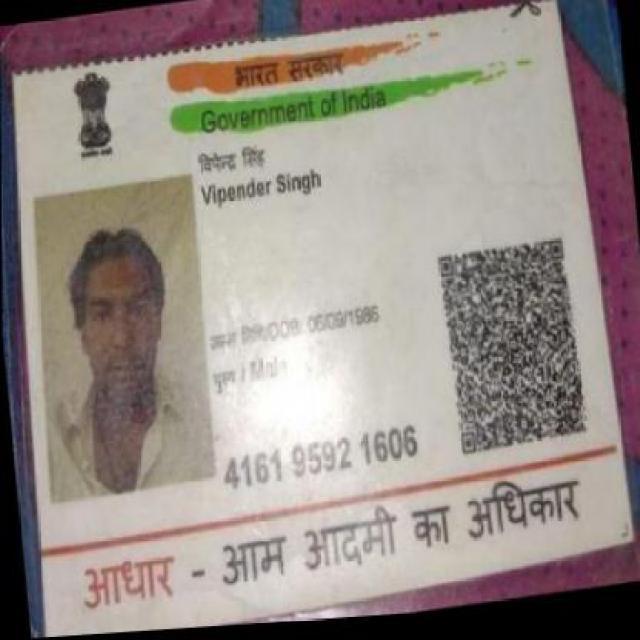 भारत सरकार
Government of India
विपेन्द्र सिंह
Vipender Singh
DOB: 06/09/1986
/ Male
4161 9592 1606
आधार - आम आदमी का अधिकार